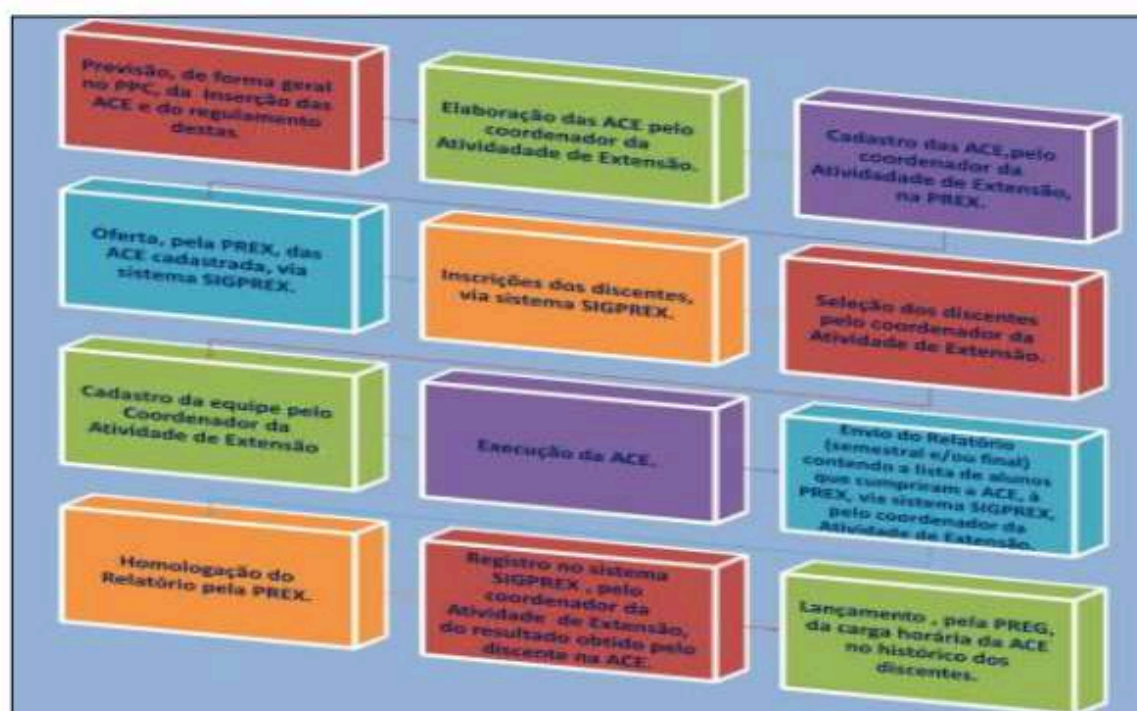 Previsão, de forma geral
no PPC, da inserção das
ACE e do regulamento
destas.
Elaboração das ACE pelo
coordenador da
Atividadade de Extensão.
Cadastro das ACE,pelo
coordenador da
Atividadade de Extensão,
na PREX.
Oferta, pela PREX, das
ACE cadastrada, via
sistema SIGPREX.
Inscrições dos discentes,
via sistema SIGPREX.
Seleção dos discentes
pelo coordenador da
Atividade de Extensão.
Cadastro da equipe pelo
Coordenador da
Atividade de Extensão
Execução da ACE.
Envio do Relatório
(semestral e/ou final)
contendo a lista de alunos
que cumpriram a ACE, à
PREX, via sistema SIGPREX,
pelo coordenador da
Atividade de Extensão.
Homologação do
Relatório pela PREX.
Registro no sistema
SIGPREX , pelo
coordenador da
Atividade de Extensão,
do resultado obtido pelo
discente na ACE.
Lançamento , pela PREG,
da carga horária da ACE
no histórico dos
discentes.